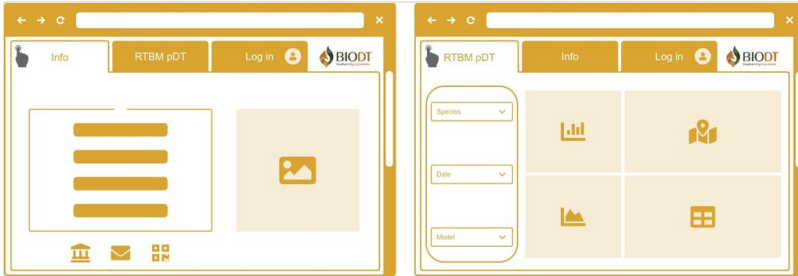 Info
RTBM pDT
Log in
BIODT
RTBM pDT
Info
Log in
BIODT
Species
Date
Model